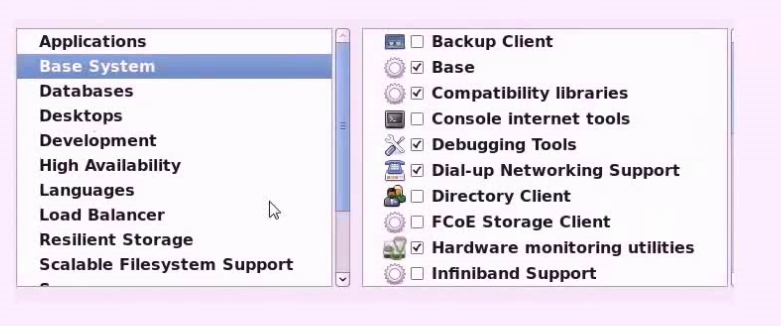 Applications
Base System
Databases
Desktops
Development
High Availability
Languages
Load Balancer
Resilient Storage
Scalable Filesystem Support
Backup Client
Base
Compatibility libraries
Console internet tools
Debugging Tools
Dial-up Networking Support
Directory Client
FCoE Storage Client
Hardware monitoring utilities
Infiniband Support